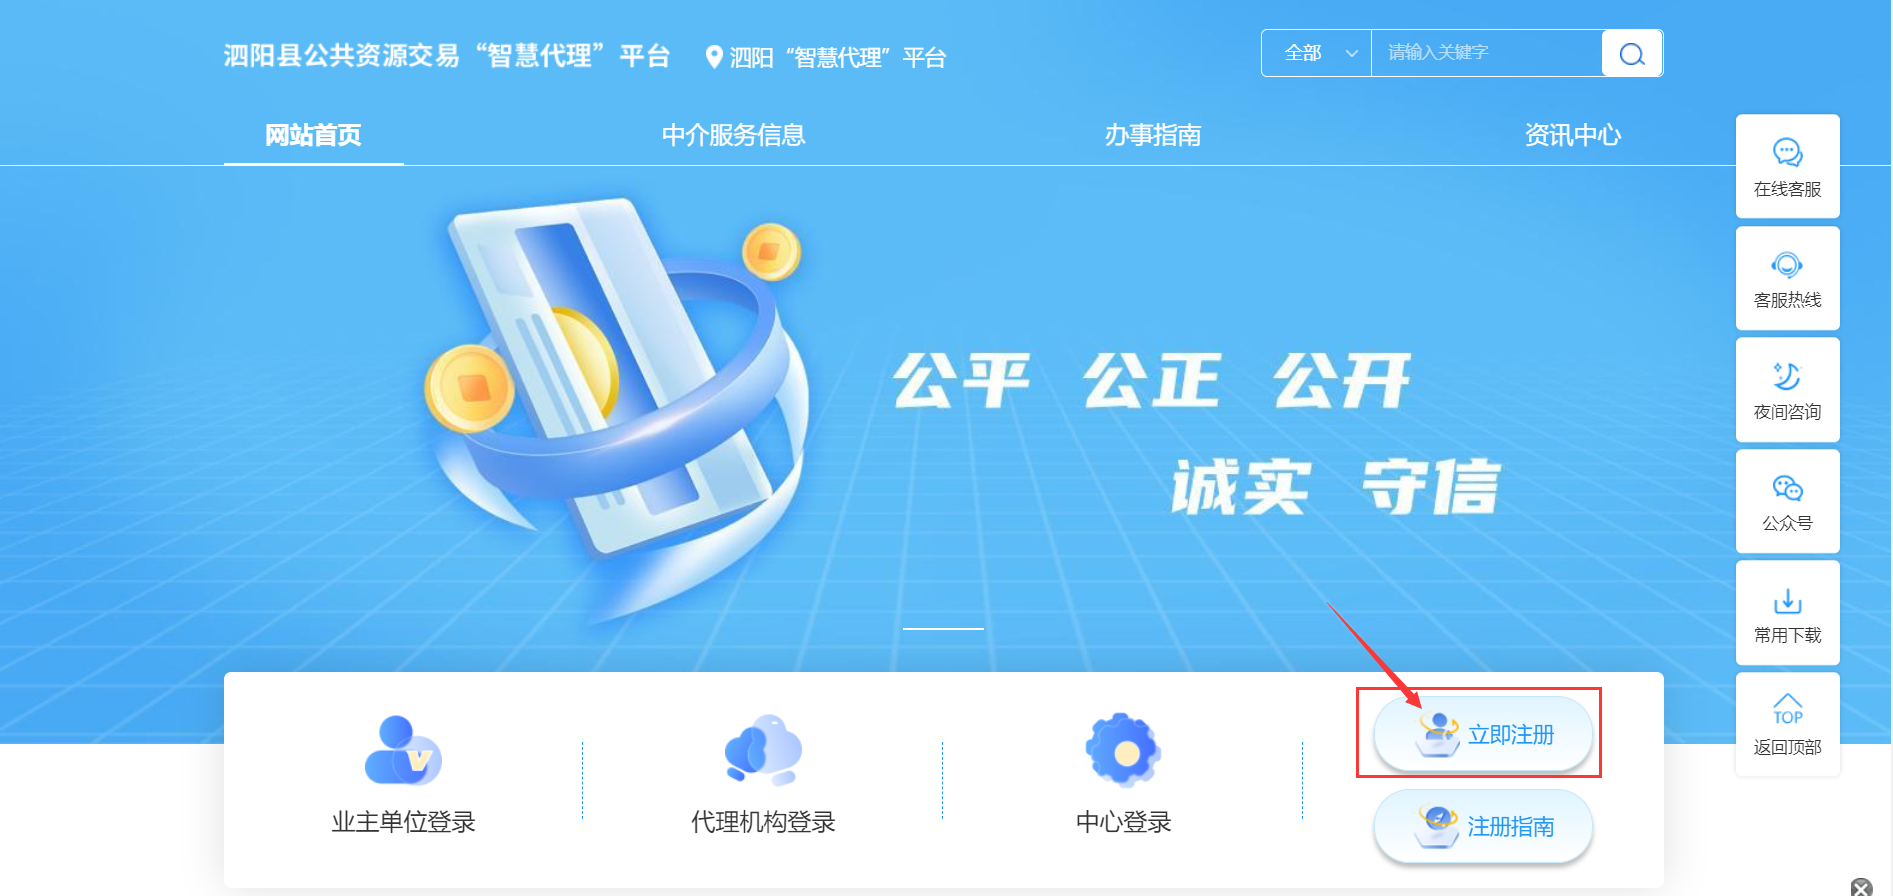 泗阳县公共资源交易“智慧代理”平台
泗阳“智慧代理”平台
全部
请输入关键字
网站首页
中介服务信息
办事指南
资讯中心
公平 公正 公开
诚实 守信
在线客服
客服热线
夜间咨询
公众号
常用下载
TOP
返回顶部
业主单位登录
代理机构登录
中心登录
立即注册
注册指南